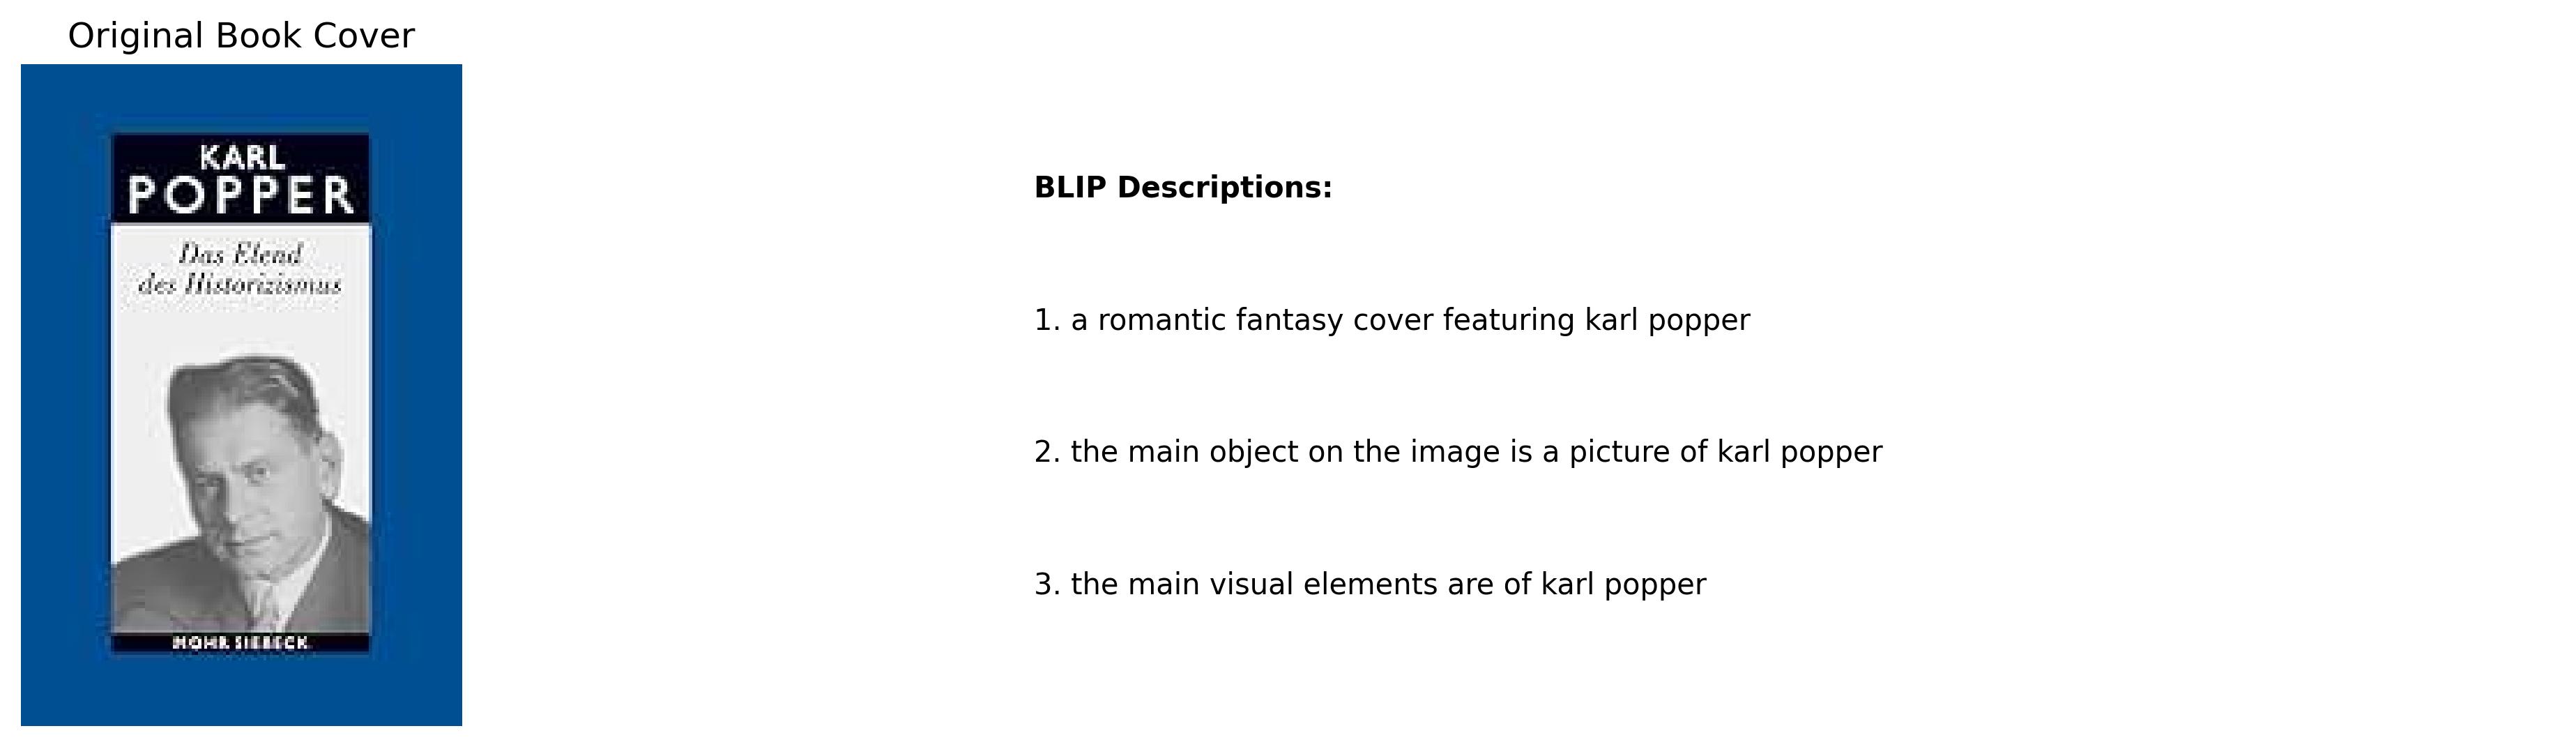 Original Book Cover
KARL
POPPER
Das Elend
des Historizismus
MOHR SIEBECK
BLIP Descriptions:
1. a romantic fantasy cover featuring karl popper
2. the main object on the image is a picture of karl popper
3. the main visual elements are of karl popper